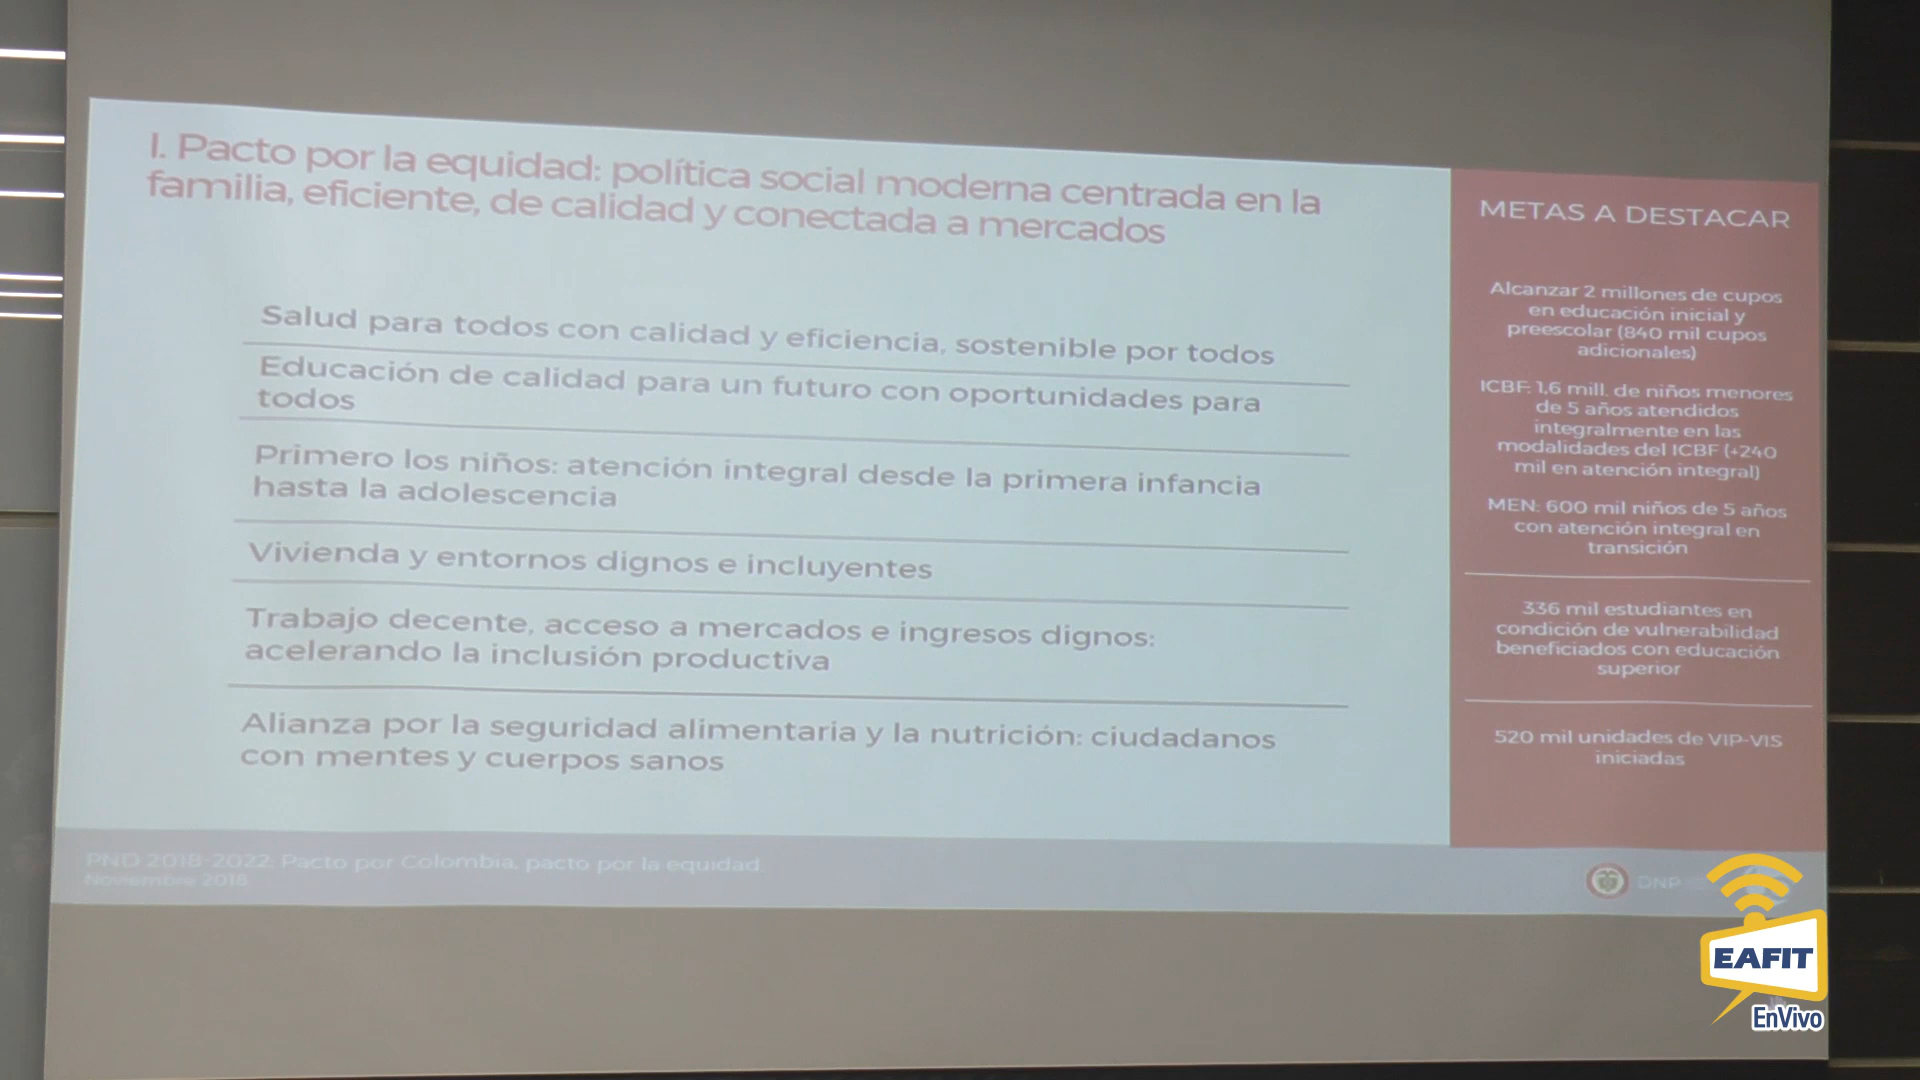 I. Pacto por la equidad: política social moderna centrada en la
familia, eficiente, de calidad y conectada a mercados
Salud para todos con calidad y eficiencia, sostenible por todos
Educación de calidad para un futuro con oportunidades para
todos
Primero los niños: atención integral desde la primera infancia
hasta la adolescencia
Vivienda y entornos dignos e incluyentes
Trabajo decente, acceso a mercados e ingresos dignos:
acelerando la inclusión productiva
Alianza por la seguridad alimentaria y la nutrición: ciudadanos
con mentes y cuerpos sanos
METAS A DESTACAR
Alcanzar 2 millones de cupos
en educación inicial y
preescolar (840 mil cupos
adicionales)
ICBF: 1,6 mill. de niños menores
de 5 años atendidos
integralmente en las
modalidades del ICBF (+240
mil en atención integral)
MEN: 600 mil niños de 5 años
con atención integral en
transición
336 mil estudiantes en
condición de vulnerabilidad
beneficiados con educación
superior
520 mil unidades de VIP-VIS
iniciadas
PND 2018-2022: Pacto por Colombia, pacto por la equidad
Noviembre 2018
DNP
EAFIT
EnVivo